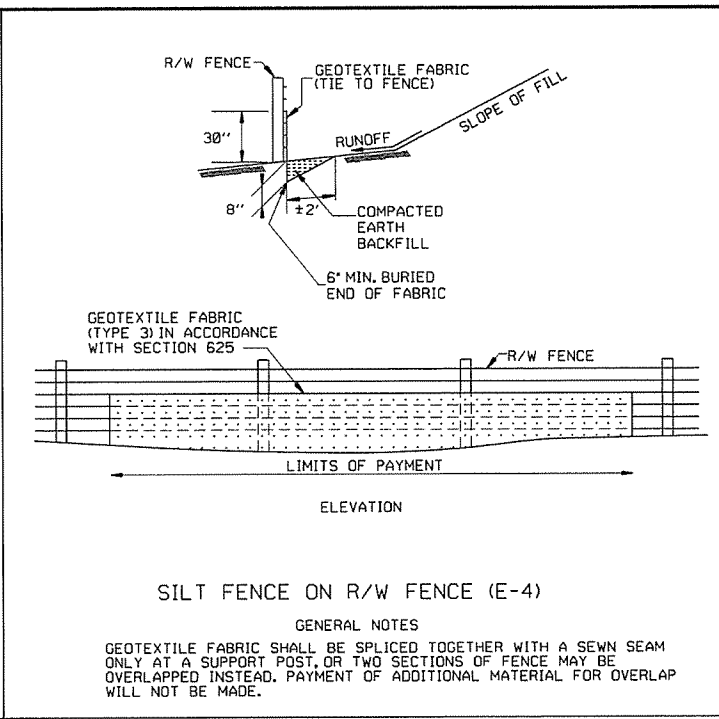 R/W FENCE
GEOTEXTILE FABRIC
(TIE TO FENCE)
SLOPE OF FILL
30"
RUNOFF
8"
±2'
COMPACTED
EARTH
BACKFILL
6" MIN. BURIED
END OF FABRIC
GEOTEXTILE FABRIC
(TYPE 3) IN ACCORDANCE
WITH SECTION 625
R/W FENCE
LIMITS OF PAYMENT
ELEVATION
SILT FENCE ON R/W FENCE (E-4)
GENERAL NOTES
GEOTEXTILE FABRIC SHALL BE SPLICED TOGETHER WITH A SEWN SEAM
ONLY AT A SUPPORT POST, OR TWO SECTIONS OF FENCE MAY BE
OVERLAPPED INSTEAD. PAYMENT OF ADDITIONAL MATERIAL FOR OVERLAP
WILL NOT BE MADE.